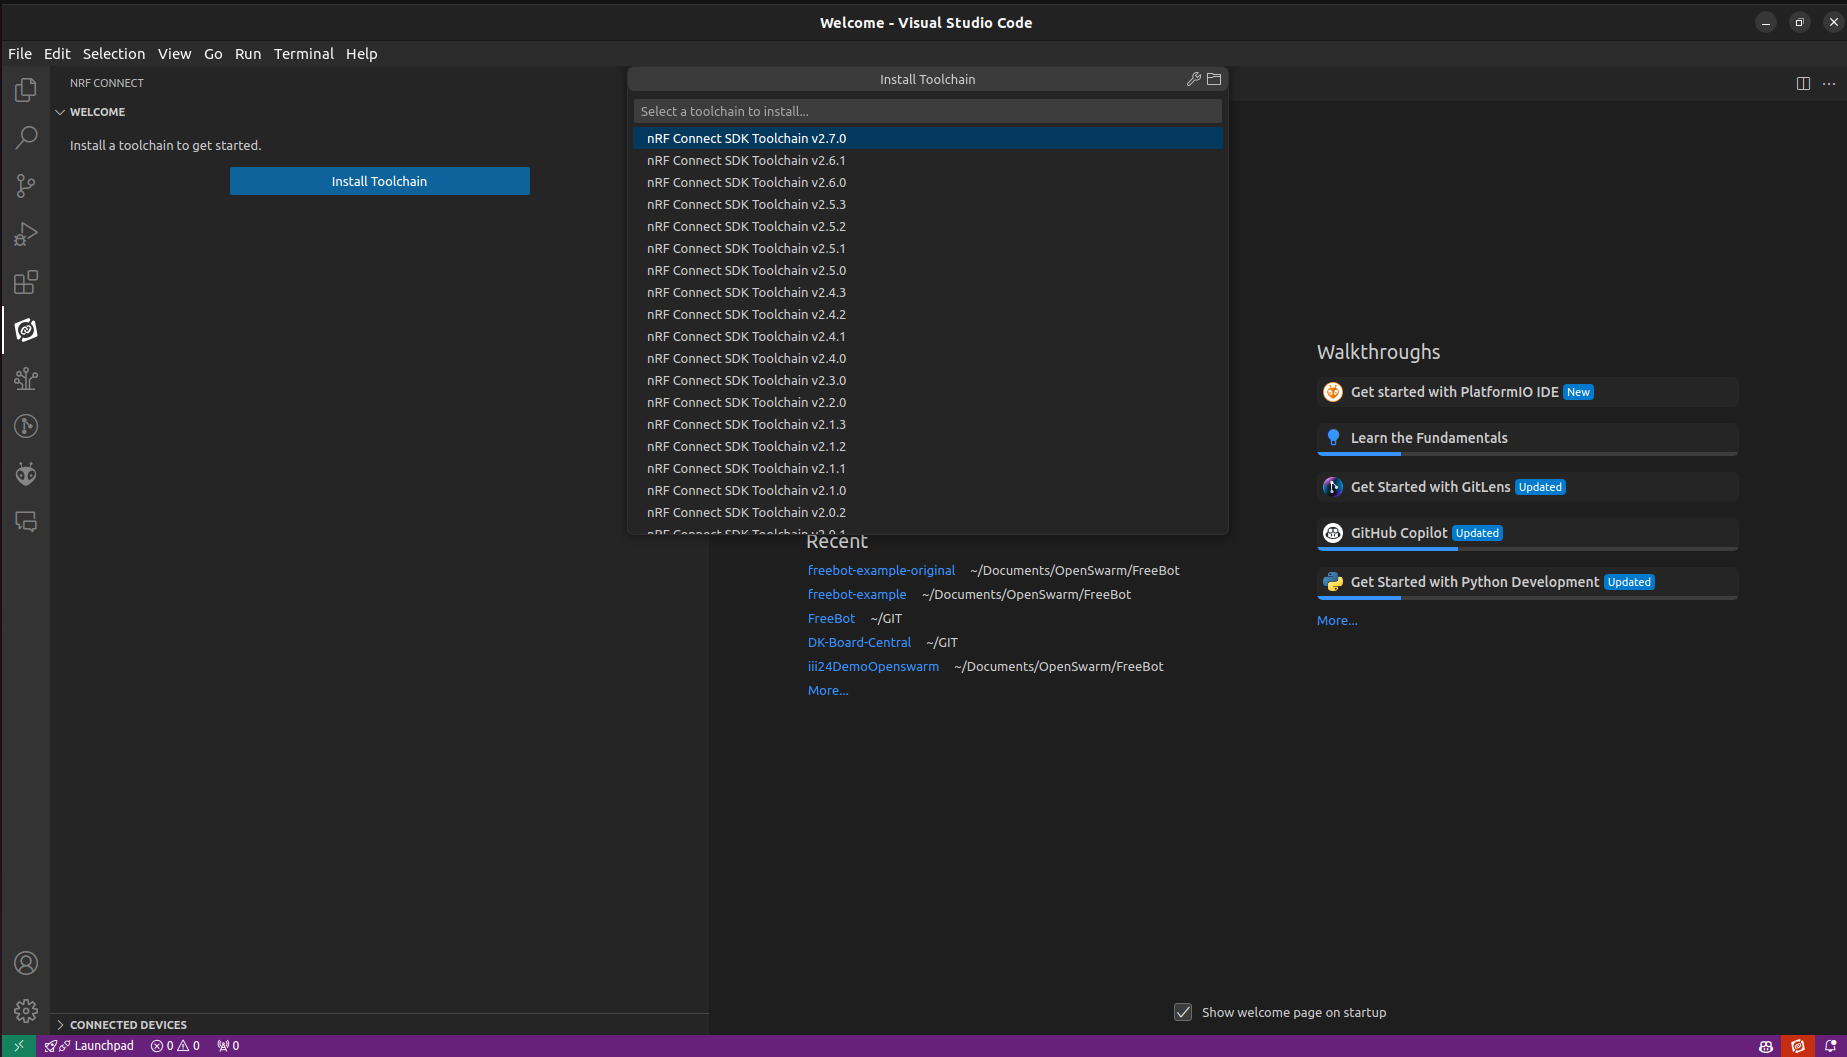 Welcome - Visual Studio Code
File Edit Selection View Go Run Terminal Help
NRF CONNECT
WELCOME
Install a toolchain to get started.
Install Toolchain
Install Toolchain
Select a toolchain to install...
nRF Connect SDK Toolchain v2.7.0
nRF Connect SDK Toolchain v2.6.1
nRF Connect SDK Toolchain v2.6.0
nRF Connect SDK Toolchain v2.5.3
nRF Connect SDK Toolchain v2.5.2
nRF Connect SDK Toolchain v2.5.1
nRF Connect SDK Toolchain v2.5.0
nRF Connect SDK Toolchain v2.4.3
nRF Connect SDK Toolchain v2.4.2
nRF Connect SDK Toolchain v2.4.1
nRF Connect SDK Toolchain v2.4.0
nRF Connect SDK Toolchain v2.3.0
nRF Connect SDK Toolchain v2.2.0
nRF Connect SDK Toolchain v2.1.3
nRF Connect SDK Toolchain v2.1.2
nRF Connect SDK Toolchain v2.1.1
nRF Connect SDK Toolchain v2.1.0
nRF Connect SDK Toolchain v2.0.2
nRF Connect SDK Toolchain v2.0.1
Recent
freebot-example-original ~/Documents/OpenSwarm/FreeBot
freebot-example ~/Documents/OpenSwarm/FreeBot
FreeBot ~/GIT
DK-Board-Central ~/GIT
iii24DemoOpenswarm ~/Documents/OpenSwarm/FreeBot
More...
Walkthroughs
Get started with PlatformIO IDE New
Learn the Fundamentals
Get Started with GitLens Updated
GitHub Copilot Updated
Get Started with Python Development Updated
More...
Show welcome page on startup
CONNECTED DEVICES
Launchpad 0 0 0